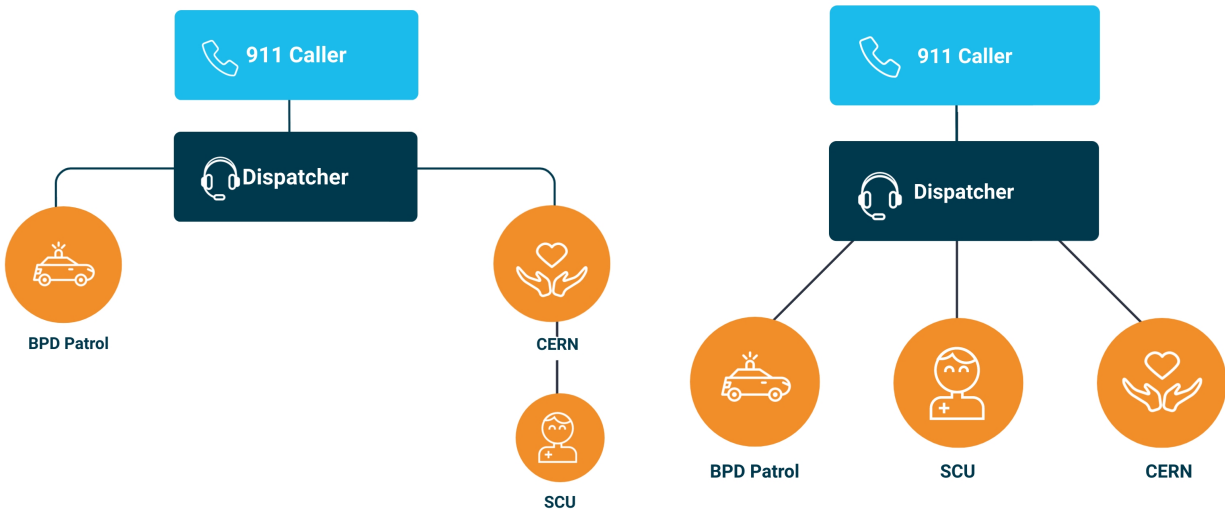 911 Caller
Dispatcher
BPD Patrol
CERN
SCU
911 Caller
Dispatcher
BPD Patrol
SCU
CERN